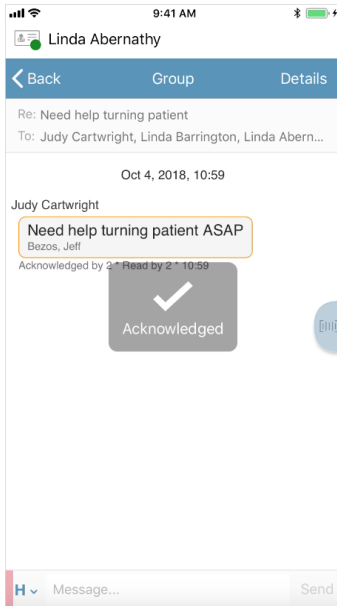 9:41 AM
Linda Abernathy
Back Group Details
Re: Need help turning patient
To: Judy Cartwright, Linda Barrington, Linda Abern...
Oct 4, 2018, 10:59
Judy Cartwright
Need help turning patient ASAP
Bezos, Jeff
Acknowledged by 2 * Read by 2 * 10:59
Acknowledged
H Message... Send